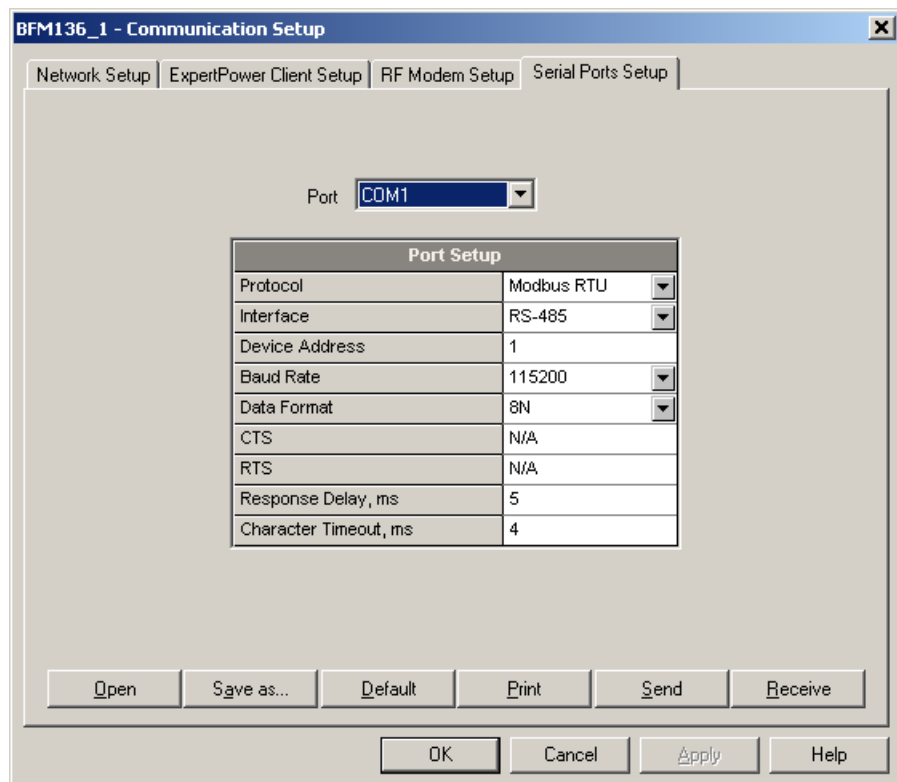 BFM136_1 - Communication Setup
Network Setup ExpertPower Client Setup RF Modem Setup Serial Ports Setup
Port COM1
Port Setup
Protocol Modbus RTU
Interface RS-485
Device Address 1
Baud Rate 115200
Data Format 8N
CTS N/A
RTS N/A
Response Delay, ms 5
Character Timeout, ms 4
Open Save as... Default Print Send Receive
OK Cancel Apply Help